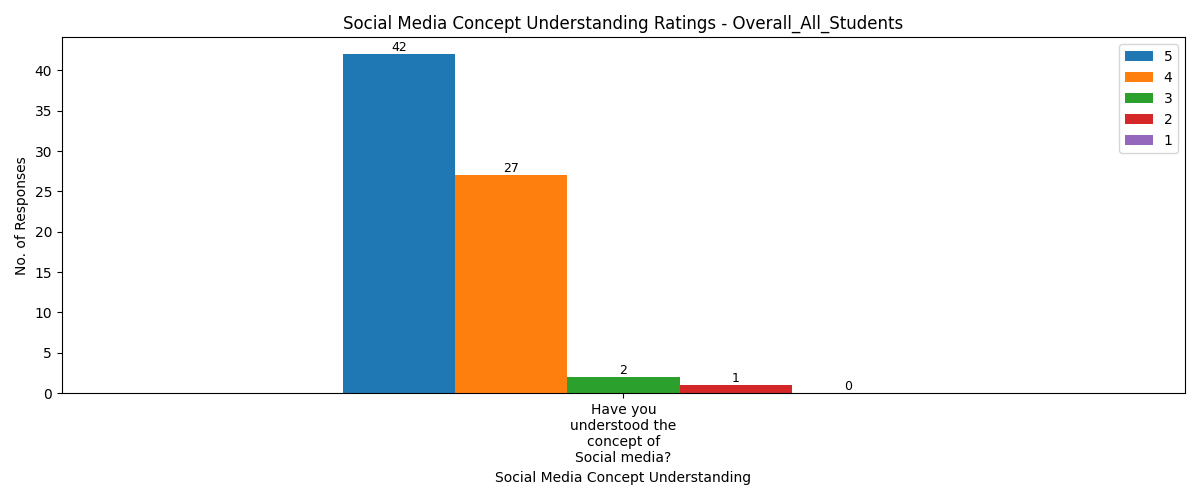 Social Media Concept Understanding Ratings - Overall_All_Students
42
27
2
1
0
5
4
3
2
1
No. of Responses
40
35
30
25
20
15
10
5
0
Have you
understood the
concept of
Social media?
Social Media Concept Understanding